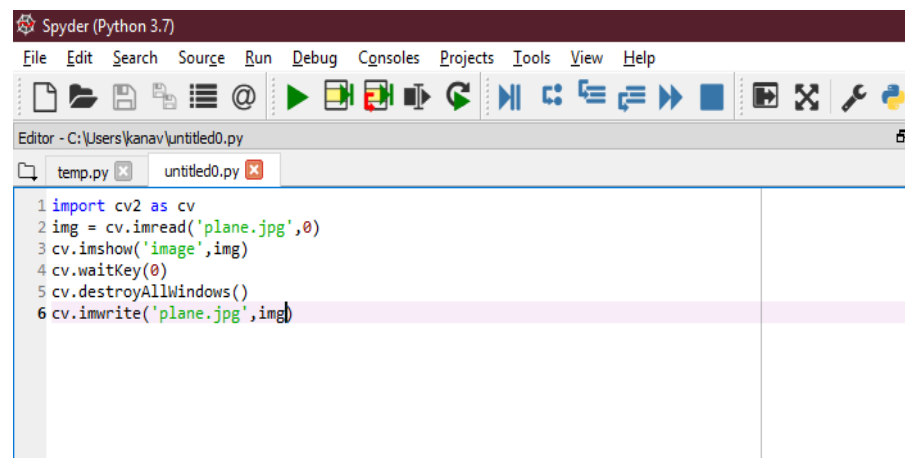 Spyder (Python 3.7)
File Edit Search Source Run Debug Consoles Projects Tools View Help
Editor - C:\Users\kanav\untitled0.py
temp.py untitled0.py
1 import cv2 as cv
2 img = cv.imread('plane.jpg',0)
3 cv.imshow('image',img)
4 cv.waitKey(0)
5 cv.destroyAllWindows()
6 cv.imwrite('plane.jpg',img)